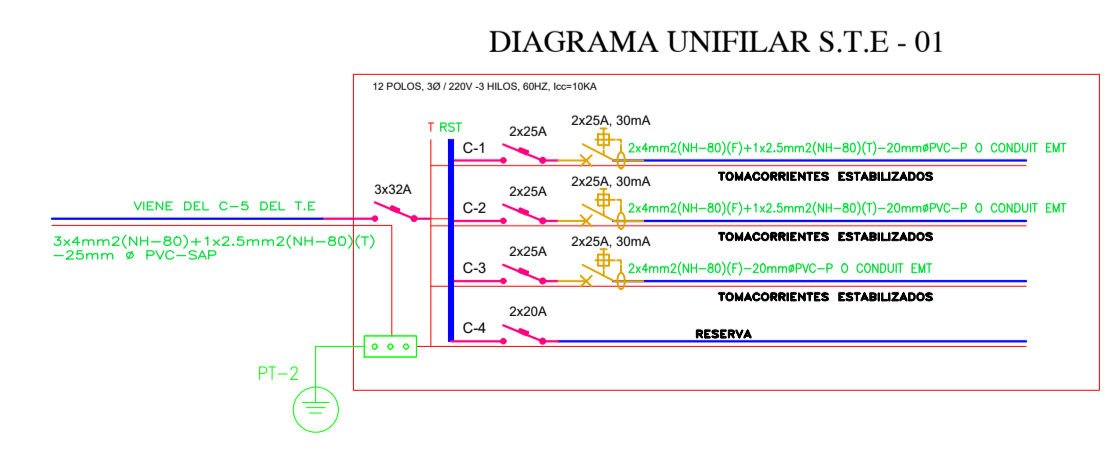 DIAGRAMA UNIFILAR S.T.E - 01
12 POLOS, 3Ø / 220V -3 HILOS, 60HZ, Icc=10KA
T RST
C-1
2x25A
2x25A, 30mA
2x4mm2(NH-80)(F)+1x2.5mm2(NH-80)(T)-20mmøPVC-P O CONDUIT EMT
TOMACORRIENTES ESTABILIZADOS
3x32A
VIENE DEL C-5 DEL T.E
3x4mm2(NH-80)+1x2.5mm2(NH-80)(T)
-25mm ø PVC-SAP
C-2
2x25A
2x25A, 30mA
2x4mm2(NH-80)(F)+1x2.5mm2(NH-80)(T)-20mmøPVC-P O CONDUIT EMT
TOMACORRIENTES ESTABILIZADOS
C-3
2x25A
2x25A, 30mA
2x4mm2(NH-80)(F)-20mmøPVC-P O CONDUIT EMT
TOMACORRIENTES ESTABILIZADOS
C-4
2x20A
RESERVA
PT-2